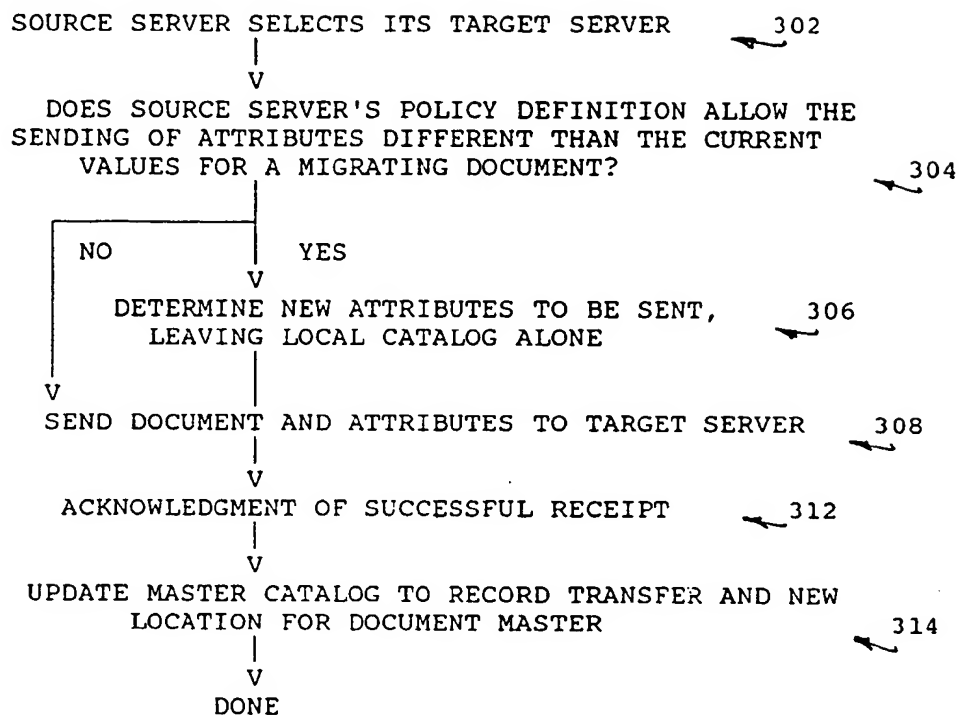 SOURCE SERVER SELECTS ITS TARGET SERVER 302
V
DOES SOURCE SERVER'S POLICY DEFINITION ALLOW THE
SENDING OF ATTRIBUTES DIFFERENT THAN THE CURRENT
VALUES FOR A MIGRATING DOCUMENT? 304
NO YES
V
DETERMINE NEW ATTRIBUTES TO BE SENT, 306
LEAVING LOCAL CATALOG ALONE
V
SEND DOCUMENT AND ATTRIBUTES TO TARGET SERVER 308
V
ACKNOWLEDGMENT OF SUCCESSFUL RECEIPT 312
V
UPDATE MASTER CATALOG TO RECORD TRANSFER AND NEW
LOCATION FOR DOCUMENT MASTER 314
V
DONE